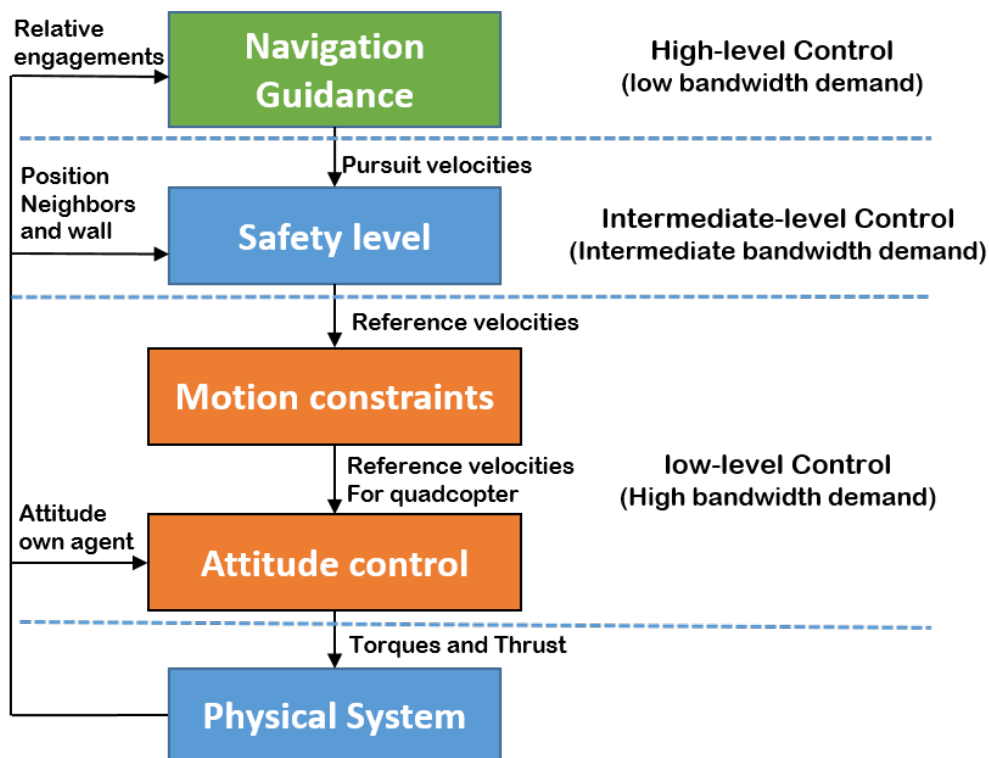 Relative
engagements
Navigation
Guidance
High-level Control
(low bandwidth demand)
Pursuit velocities
Position
Neighbors
and wall
Safety level
Intermediate-level Control
(Intermediate bandwidth demand)
Reference velocities
Motion constraints
Reference velocities
For quadcopter
low-level Control
(High bandwidth demand)
Attitude
own agent
Attitude control
Torques and Thrust
Physical System